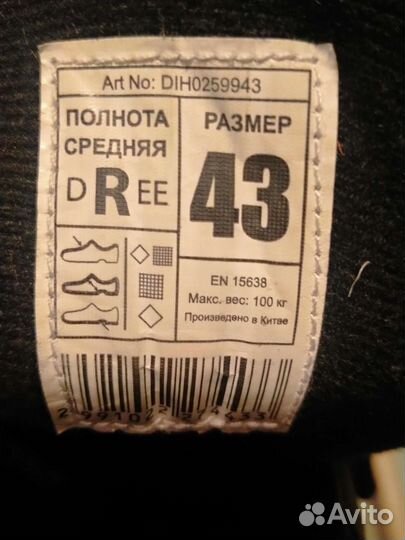 Art No: DIH0259943
ПОЛНОТА
СРЕДНЯЯ
D R EE
РАЗМЕР
43
EN 15638
Макс. вес: 100 кг
Произведено в Китае
Avito